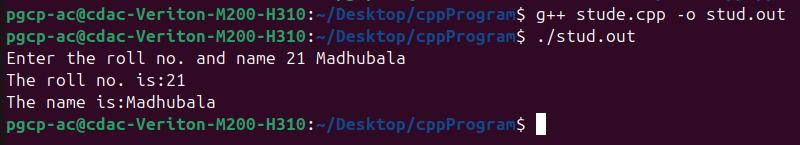 pgcp-ac@cdac-Veriton-M200-H310:~/Desktop/cppProgram$ g++ stude.cpp -o stud.out
pgcp-ac@cdac-Veriton-M200-H310:~/Desktop/cppProgram$ ./stud.out
Enter the roll no. and name 21 Madhubala
The roll no. is:21
The name is:Madhubala
pgcp-ac@cdac-Veriton-M200-H310:~/Desktop/cppProgram$